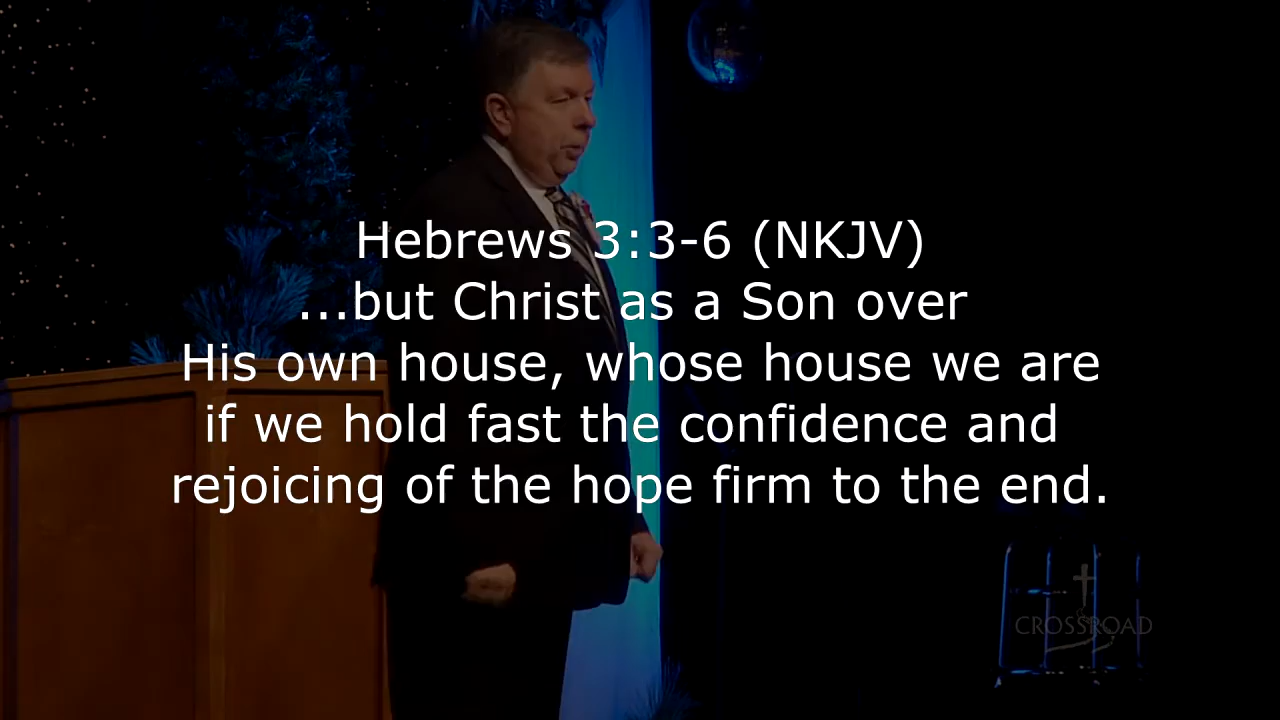 Hebrews 3:3-6 (NKJV)
...but Christ as a Son over
His own house, whose house we are
if we hold fast the confidence and
rejoicing of the hope firm to the end.
CROSSROAD